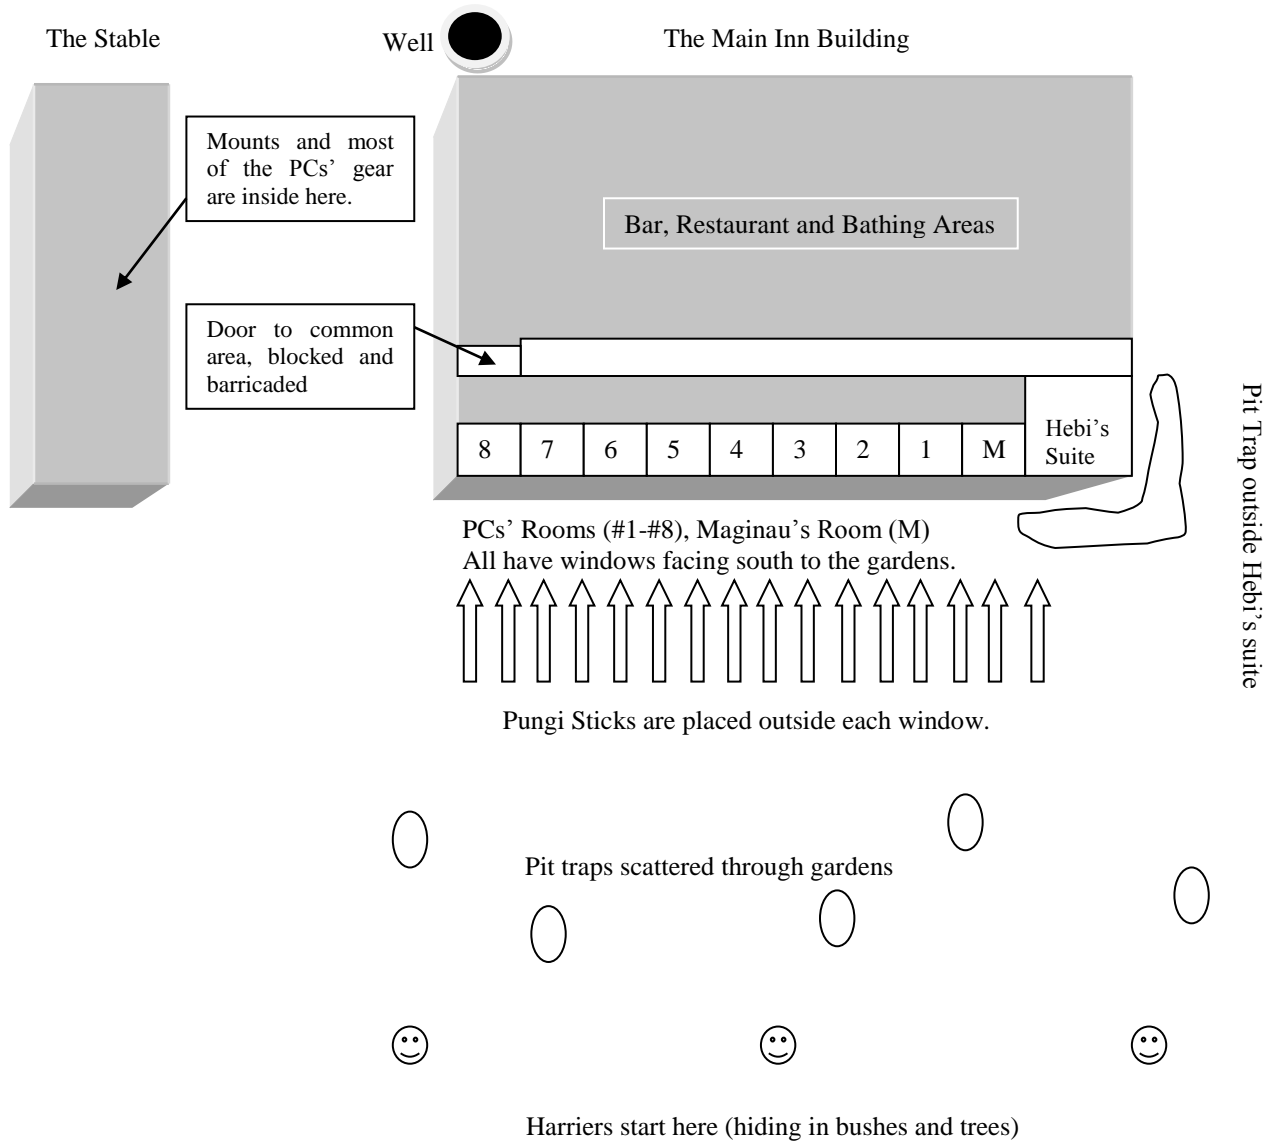 The Stable
Well
The Main Inn Building
Mounts and most
of the PCs’ gear
are inside here.
Bar, Restaurant and Bathing Areas
Door to common
area, blocked and
barricaded
8 7 6 5 4 3 2 1 M
Hebi’s
Suite
Pit Trap outside Hebi’s suite
PCs’ Rooms (#1-#8), Maginau’s Room (M)
All have windows facing south to the gardens.
Pungi Sticks are placed outside each window.
Pit traps scattered through gardens
Harriers start here (hiding in bushes and trees)